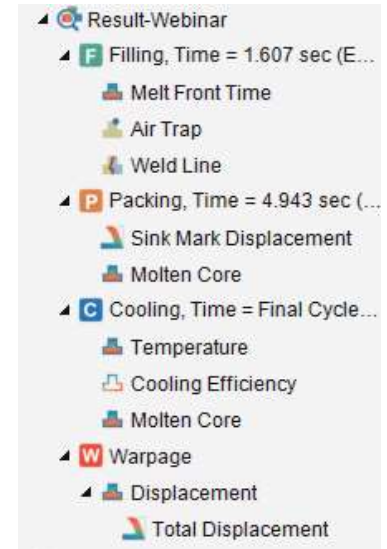 Result-Webinar
F Filling, Time = 1.607 sec (E...
Melt Front Time
Air Trap
Weld Line
P Packing, Time = 4.943 sec (...
Sink Mark Displacement
Molten Core
C Cooling, Time = Final Cycle...
Temperature
Cooling Efficiency
Molten Core
W Warpage
Displacement
Total Displacement